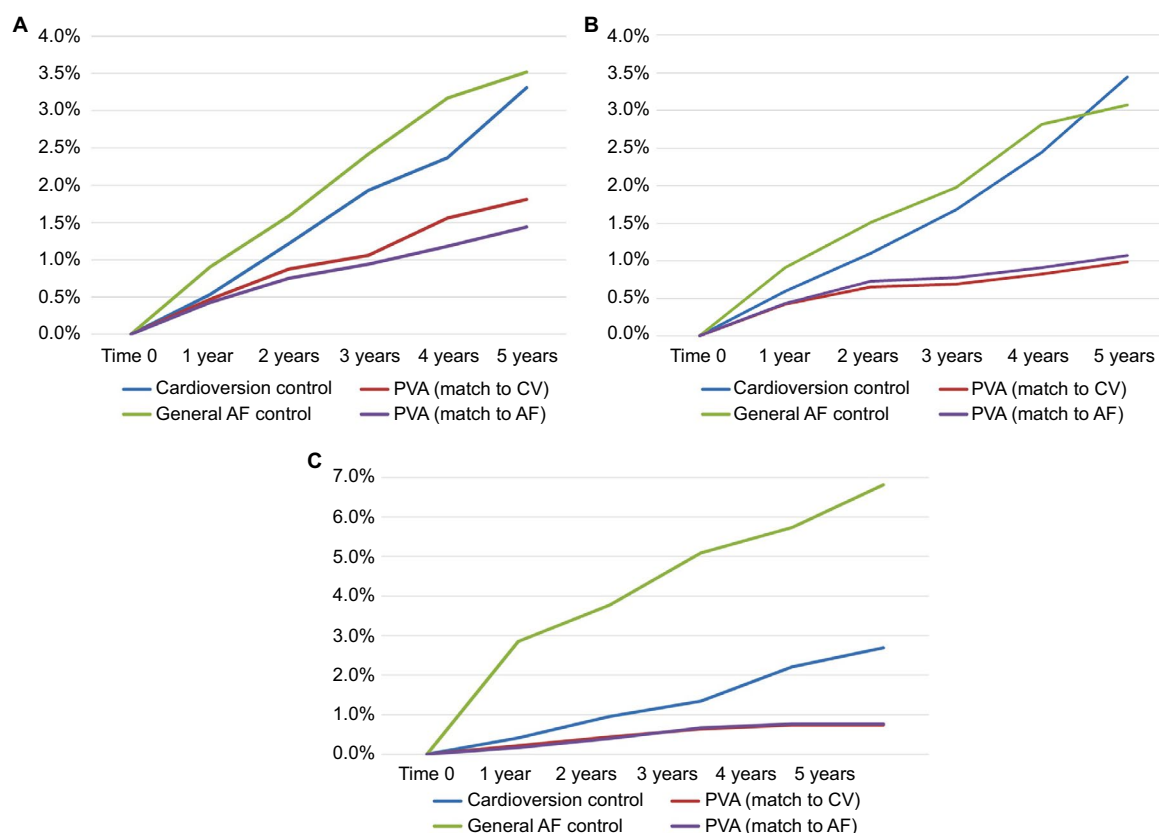 A
4.0%
3.5%
3.0%
2.5%
2.0%
1.5%
1.0%
0.5%
0.0%
Time 0 1 year 2 years 3 years 4 years 5 years
Cardioversion control PVA (match to CV)
General AF control PVA (match to AF)
B
4.0%
3.5%
3.0%
2.5%
2.0%
1.5%
1.0%
0.5%
0.0%
Time 0 1 year 2 years 3 years 4 years 5 years
Cardioversion control PVA (match to CV)
General AF control PVA (match to AF)
C
7.0%
6.0%
5.0%
4.0%
3.0%
2.0%
1.0%
0.0%
Time 0 1 year 2 years 3 years 4 years 5 years
Cardioversion control PVA (match to CV)
General AF control PVA (match to AF)